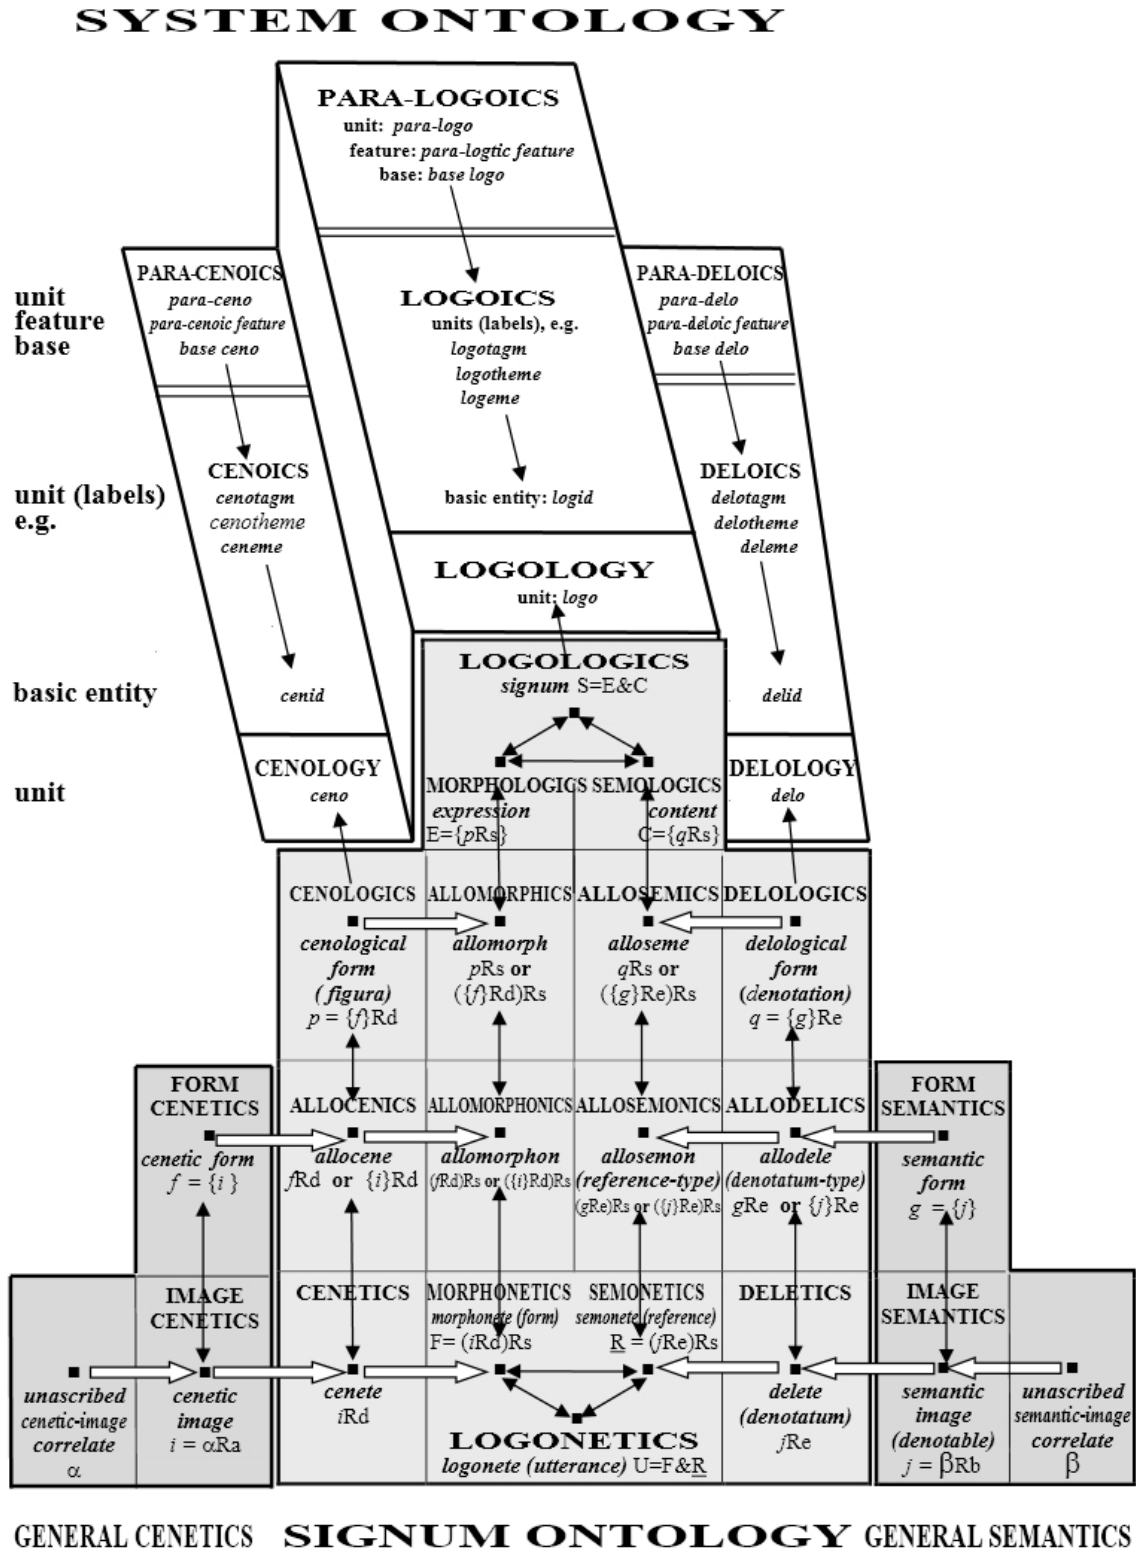 SYSTEM ONTOLOGY
PARA-LOGOICS
unit: para-logo
feature: para-logtic feature
base: base logo
unit
feature
base
PARA-CENOICS
para-ceno
para-cenoic feature
base ceno
LOGOICS
units (labels), e.g.
logotagm
logotheme
logeme
basic entity: logid
PARA-DELOICS
para-delo
para-deloic feature
base delo
unit (labels)
e.g.
CENOICS
cenotagm
cenotheme
ceneme
DELOICS
delotagm
delotheme
deleme
LOGOLOGY
unit: logo
basic entity
cenid
delid
LOGOLOGICS
signum S=E&C
unit
CENOLOGY
ceno
MORPHOLOGICS
expression
E={pRs}
SEMOLOGICS
content
C={qRs}
DELOLOGY
delo
CENOLOGICS
cenological
form
(figura)
p = {f}Rd
ALLOMORPHICS
allomorph
pRs or
({f}Rd)Rs
ALLOSEMICS
alloseme
qRs or
({g}Re)Rs
DELOLOGICS
delological
form
(denotation)
q = {g}Re
FORM
CENETICS
cenetic form
f = {i }
ALLOCENICS
allocene
fRd or {i}Rd
ALLOMORPHONICS
allomorphon
(fRd)Rs or ({i}Rd)Rs
ALLOSEMONICS
allosemon
(reference-type)
(gRe)Rs or ({j}Re)Rs
ALLODELICS
allodele
(denotatum-type)
gRe or {j}Re
FORM
SEMANTICS
semantic
form
g = {j}
unascribed
cenetic-image
correlate
α
IMAGE
CENETICS
cenetic
image
i = αRa
CENETICS
cenete
iRd
MORPHONETICS
morphonete (form)
F= (iRd)Rs
SEMONETICS
semonete (reference)
R = (jRe)Rs
LOGONETICS
logonete (utterance) U=F&R
DELETICS
delete
(denotatum)
jRe
IMAGE
SEMANTICS
semantic
image
(denotable)
j = βRb
unascribed
semantic-image
correlate
β
GENERAL CENETICS SIGNUM ONTOLOGY GENERAL SEMANTICS